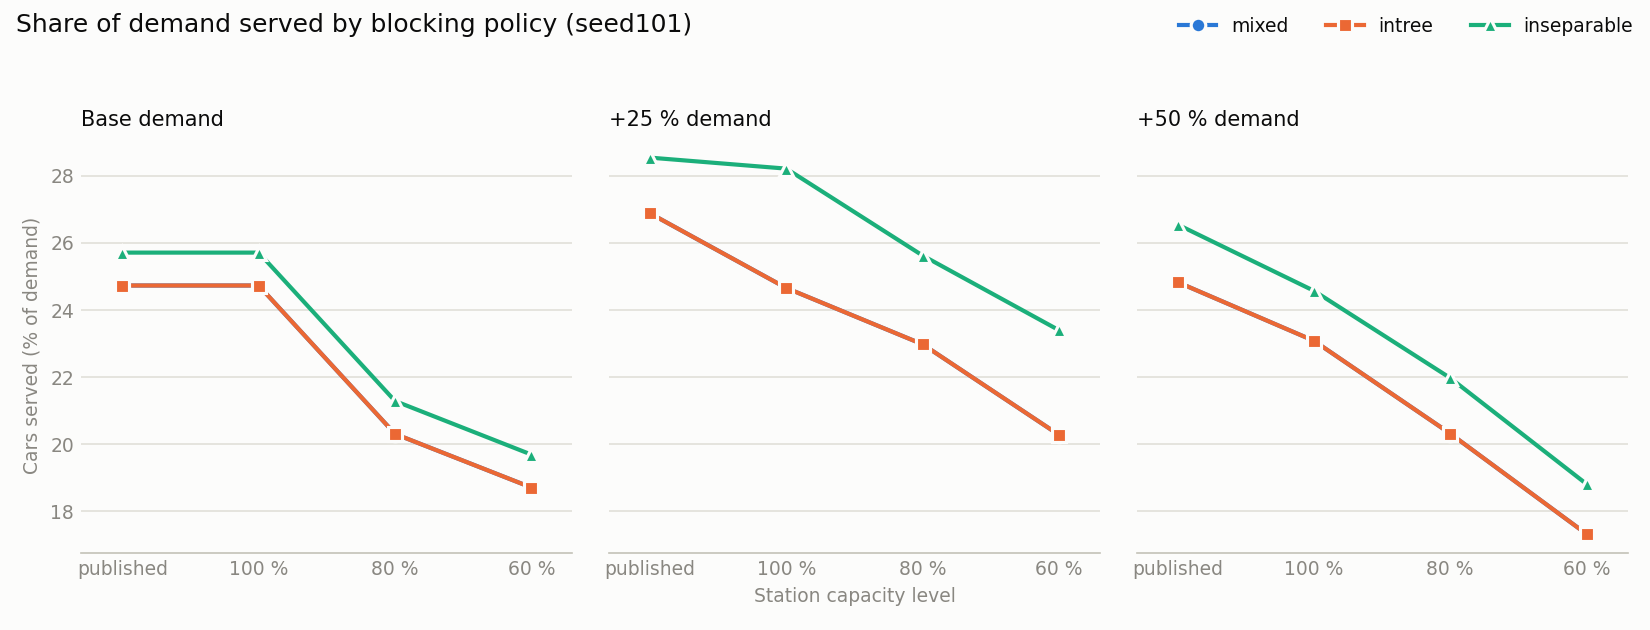 Share of demand served by blocking policy (seed101)
mixed
intree
inseparable
Base demand
+25 % demand
+50 % demand
Cars served (% of demand)
28
26
24
22
20
18
published 100 % 80 % 60 %
published 100 % 80 % 60 %
published 100 % 80 % 60 %
Station capacity level